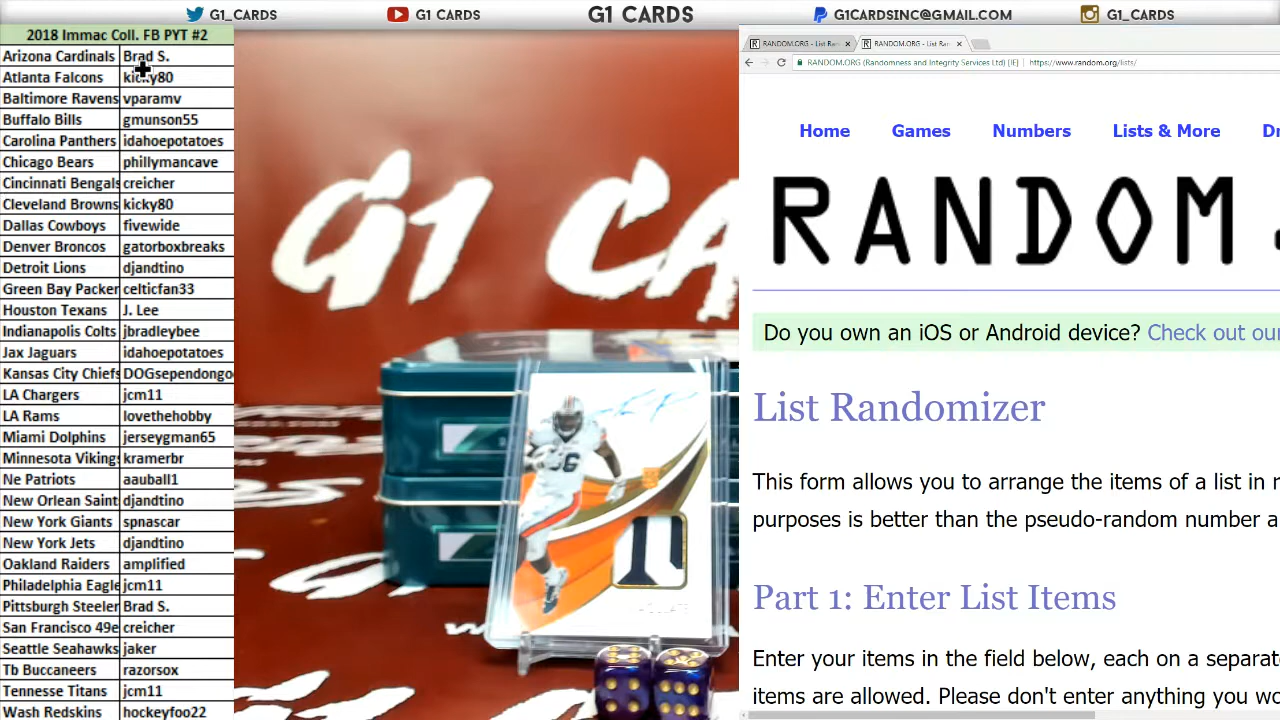 G1_CARDS G1 CARDS G1 CARDS G1CARDSINC@GMAIL.COM G1_CARDS
2018 Immac Coll. FB PYT #2
Arizona Cardinals Brad S.
Atlanta Falcons kicky80
Baltimore Ravens vparamv
Buffalo Bills gmunson55
Carolina Panthers idahoepotatoes
Chicago Bears phillymancave
Cincinnati Bengals creicher
Cleveland Browns kicky80
Dallas Cowboys fivewide
Denver Broncos gatorboxbreaks
Detroit Lions djandtino
Green Bay Packer celticfan33
Houston Texans J. Lee
Indianapolis Colts jbradleybee
Jax Jaguars idahoepotatoes
Kansas City Chiefs DOGsependongo
LA Chargers jcm11
LA Rams lovethehobby
Miami Dolphins jerseygman65
Minnesota Vikings kramerbr
Ne Patriots aauball1
New Orlean Saint djandtino
New York Giants spnascar
New York Jets djandtino
Oakland Raiders amplified
Philadelphia Eagle jcm11
Pittsburgh Steeler Brad S.
San Francisco 49e creicher
Seattle Seahawks jaker
Tb Buccaneers razorsox
Tennesse Titans jcm11
Wash Redskins hockeyfoo22
G1 CA
RANDOM.ORG - List Ran RANDOM.ORG - List Ran
RANDOM.ORG (Randomness and Integrity Services Ltd) [IE] https://www.random.org/lists/
Home Games Numbers Lists & More Dr
RANDOM
Do you own an iOS or Android device? Check out our
List Randomizer
This form allows you to arrange the items of a list in r
purposes is better than the pseudo-random number a
Part 1: Enter List Items
Enter your items in the field below, each on a separate
items are allowed. Please don't enter anything you wo